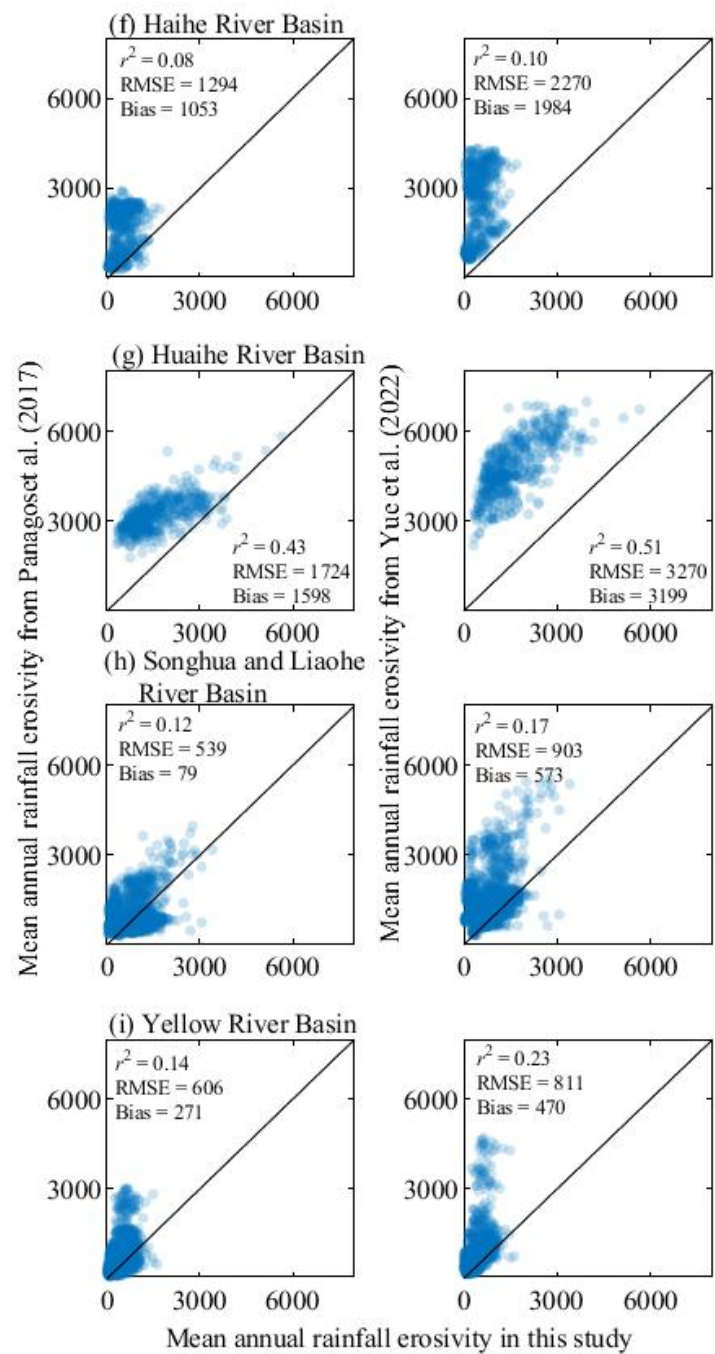 (f) Haihe River Basin
r² = 0.08
RMSE = 1294
Bias = 1053
6000
3000
0
3000
6000
r² = 0.10
RMSE = 2270
Bias = 1984
6000
3000
0
3000
6000
(g) Huaihe River Basin
6000
3000
r² = 0.43
RMSE = 1724
Bias = 1598
0
3000
6000
6000
3000
r² = 0.51
RMSE = 3270
Bias = 3199
0
3000
6000
(h) Songhua and Liaohe
River Basin
r² = 0.12
RMSE = 539
Bias = 79
6000
3000
0
3000
6000
r² = 0.17
RMSE = 903
Bias = 573
6000
3000
0
3000
6000
(i) Yellow River Basin
r² = 0.14
RMSE = 606
Bias = 271
6000
3000
0
3000
6000
r² = 0.23
RMSE = 811
Bias = 470
6000
3000
0
3000
6000
Mean annual rainfall erosivity from Panagoset al. (2017)
Mean annual rainfall erosivity from Yue et al. (2022)
Mean annual rainfall erosivity in this study